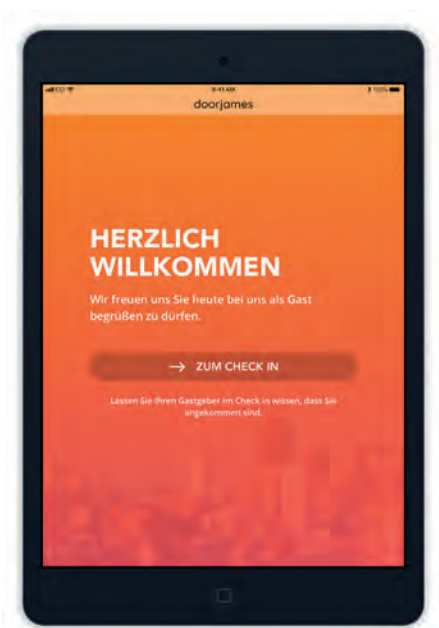 9:41 AM
100%
doorjames
HERZLICH
WILLKOMMEN
Wir freuen uns Sie heute bei uns als Gast
begrüßen zu dürfen.
→ ZUM CHECK IN
Lassen Sie Ihren Gastgeber im Check in wissen, dass Sie
angekommen sind.